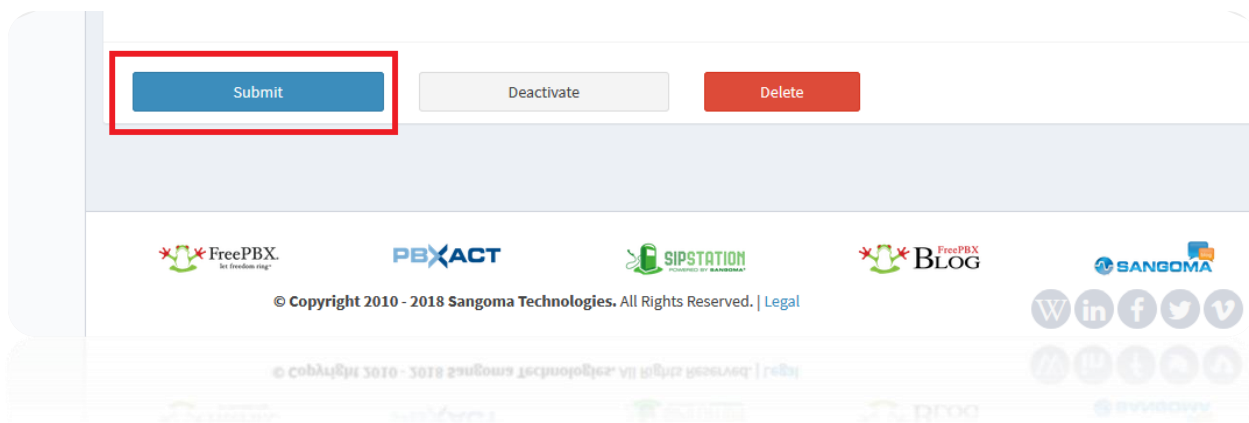 Submit Deactivate Delete
FreePBX. PBXACT SIPSTATION FreePBX BLOG SANGOMA
let freedom ring POWERED BY SANGOMA
© Copyright 2010 - 2018 Sangoma Technologies. All Rights Reserved. | Legal